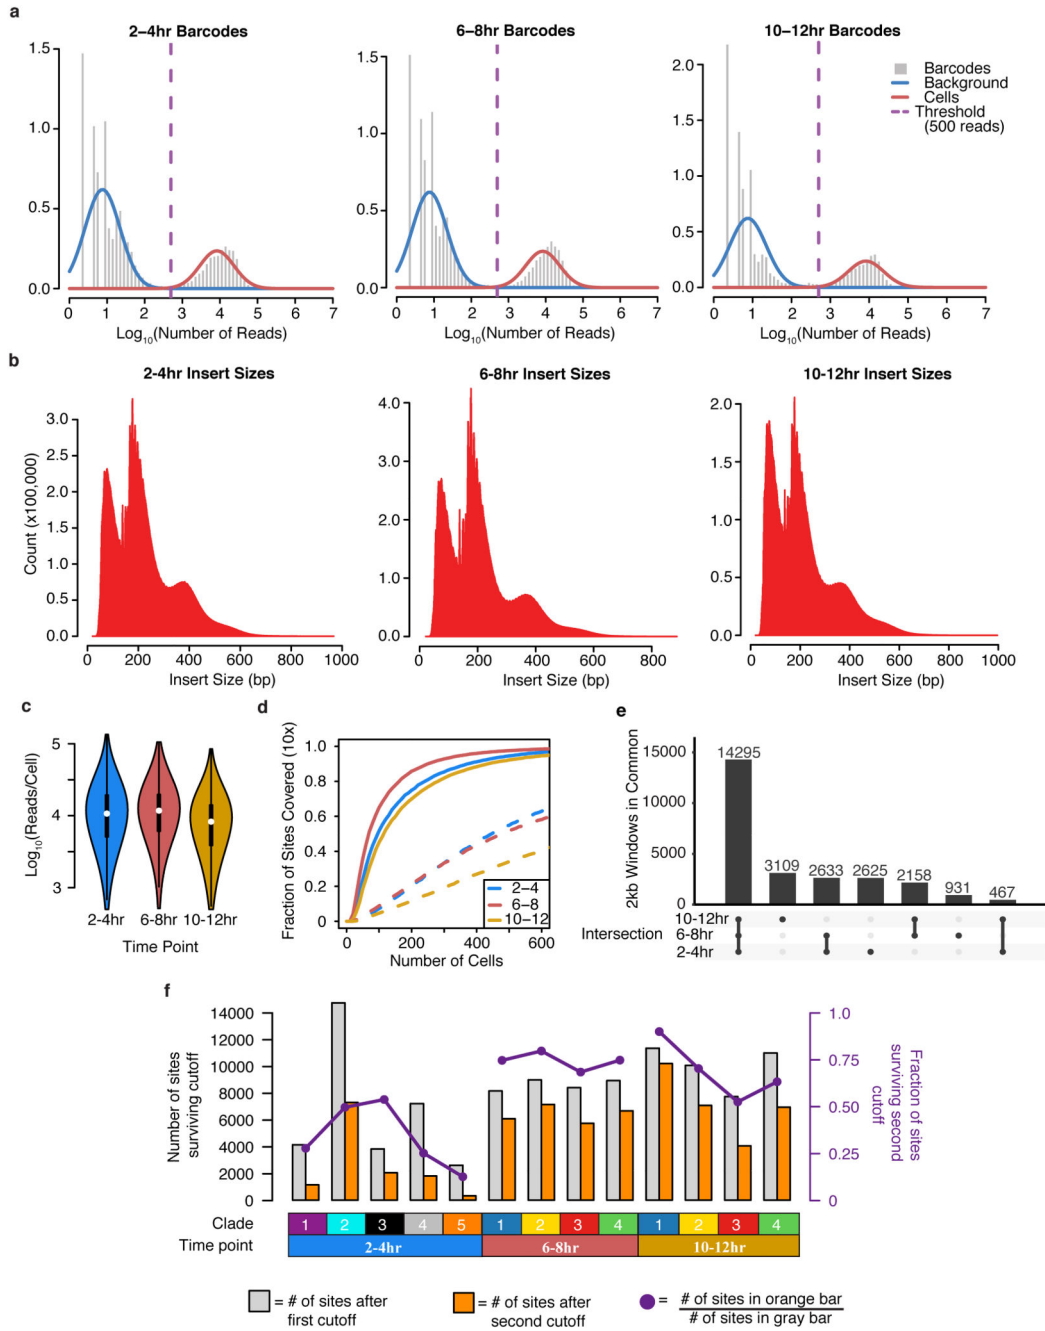 a
2–4hr Barcodes
6–8hr Barcodes
10–12hr Barcodes
1.5
1.0
0.5
0.0
0 1 2 3 4 5 6 7
Log10(Number of Reads)
1.5
1.0
0.5
0.0
0 1 2 3 4 5 6 7
Log10(Number of Reads)
2.0
1.5
1.0
0.5
0.0
0 1 2 3 4 5 6 7
Log10(Number of Reads)
Barcodes
Background
Cells
Threshold
(500 reads)
b
2-4hr Insert Sizes
6-8hr Insert Sizes
10-12hr Insert Sizes
Count (x100,000)
3.0
2.5
2.0
1.5
1.0
0.5
0.0
0 200 400 600 800 1000
Insert Size (bp)
4.0
3.0
2.0
1.0
0.0
0 200 400 600 800
Insert Size (bp)
2.0
1.5
1.0
0.5
0.0
0 200 400 600 800 1000
Insert Size (bp)
c
Log10(Reads/Cell)
5
4
3
2-4hr 6-8hr 10-12hr
Time Point
d
Fraction of Sites Covered (10x)
1.0
0.8
0.6
0.4
0.2
0
0 200 400 600
Number of Cells
2–4
6–8
10–12
e
2kb Windows in Common
15000
10000
5000
0
14295
3109
2633
2625
2158
931
467
Intersection
10-12hr
6-8hr
2-4hr
f
Number of sites
surviving cutoff
14000
12000
10000
8000
6000
4000
2000
0
1.0
0.75
0.50
0.25
0
Fraction of sites
surviving second
cutoff
Clade
1 2 3 4 5 1 2 3 4 1 2 3 4
Time point
2-4hr 6-8hr 10-12hr
= # of sites after
first cutoff
= # of sites after
second cutoff
= # of sites in orange bar
# of sites in gray bar